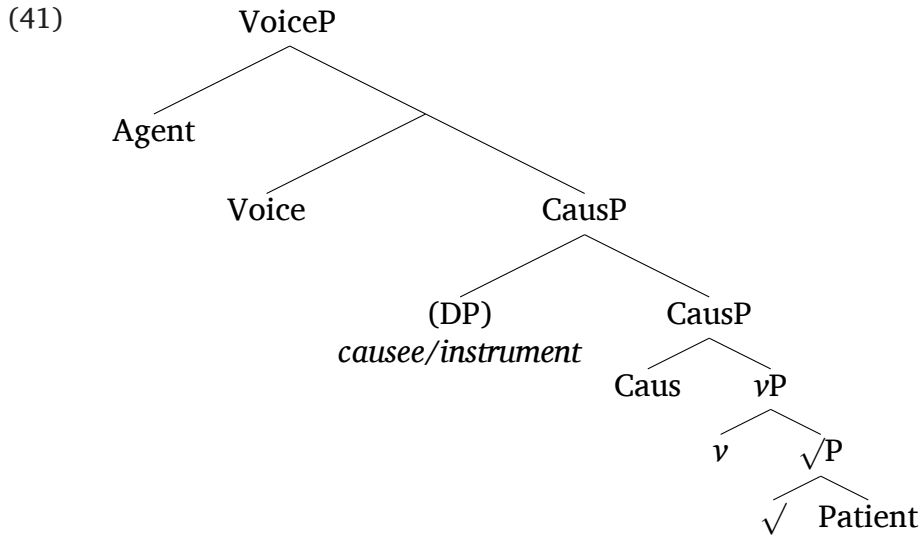 (41) VoiceP
Agent
Voice CausP
(DP) CausP
causee/instrument
Caus vP
v √P
√ Patient